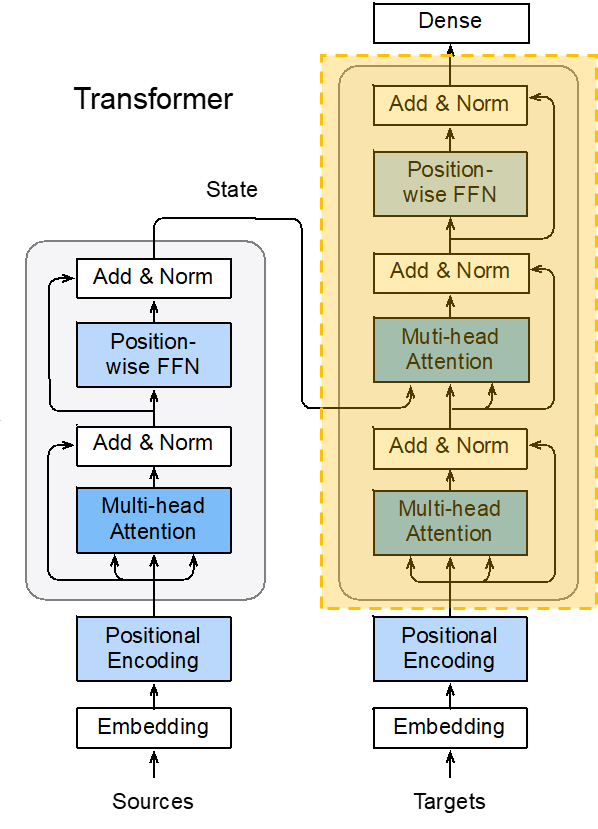 Dense
Transformer
Add & Norm
Position-
wise FFN
State
Add & Norm
Add & Norm
Position-
wise FFN
Muti-head
Attention
Add & Norm
Add & Norm
Multi-head
Attention
Multi-head
Attention
Positional
Encoding
Positional
Encoding
Embedding
Embedding
Sources
Targets